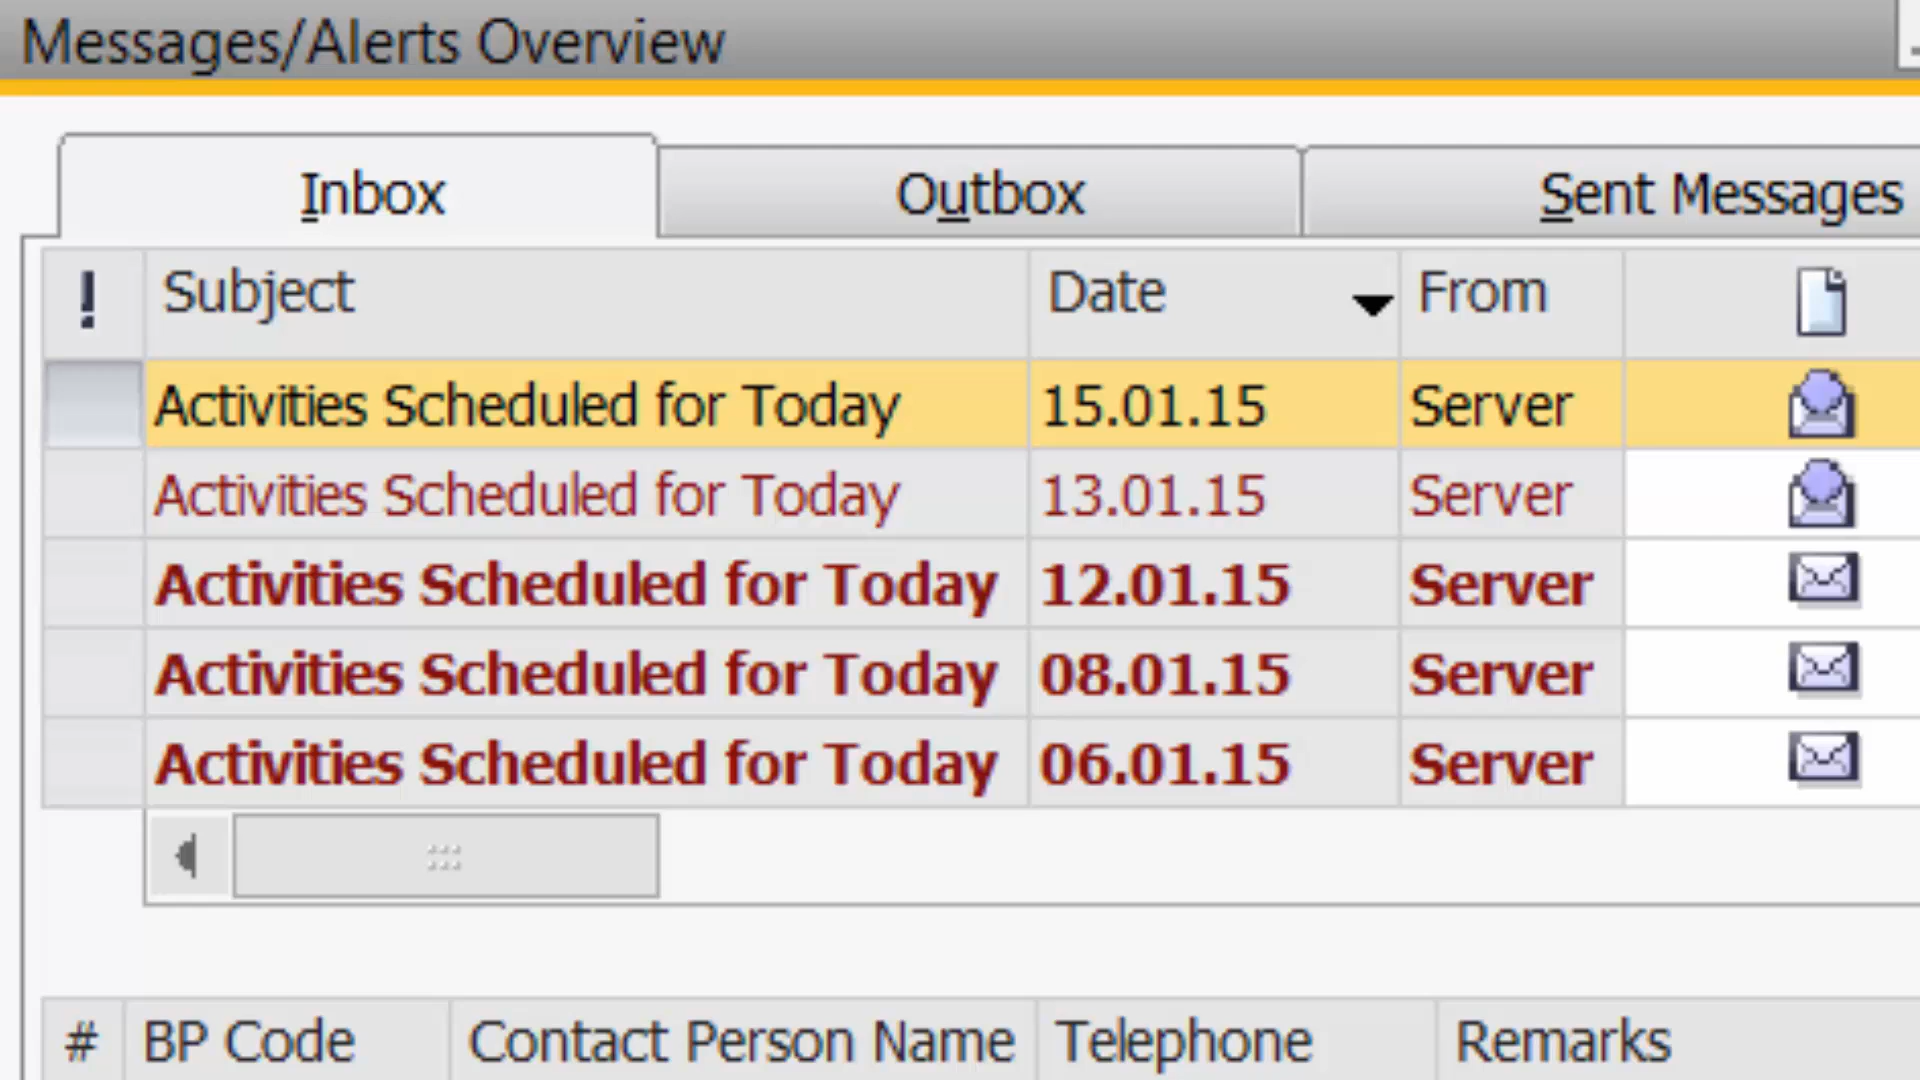 Messages/Alerts Overview
Inbox Outbox Sent Messages
! Subject Date From
Activities Scheduled for Today 15.01.15 Server
Activities Scheduled for Today 13.01.15 Server
Activities Scheduled for Today 12.01.15 Server
Activities Scheduled for Today 08.01.15 Server
Activities Scheduled for Today 06.01.15 Server
# BP Code Contact Person Name Telephone Remarks